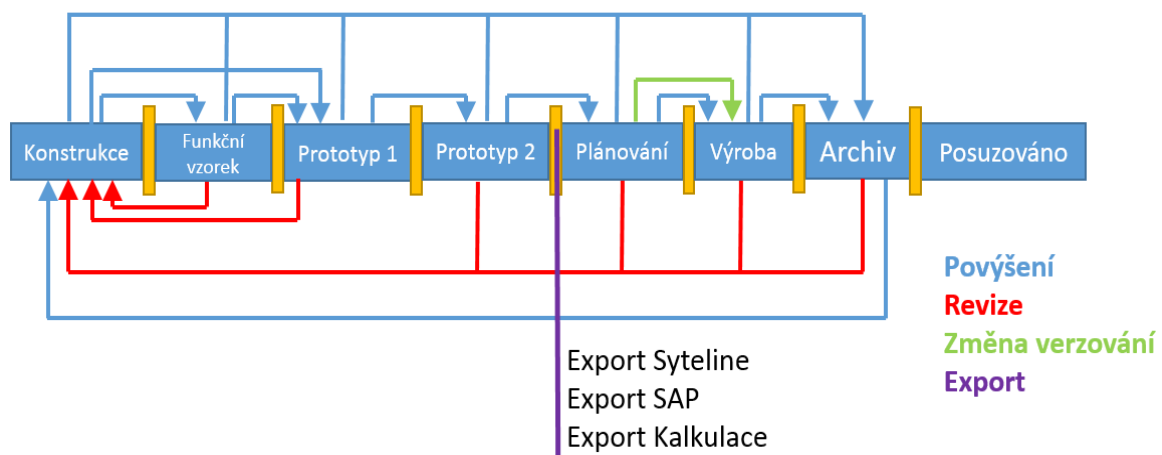 Konstrukce
Funkční
vzorek
Prototyp 1
Prototyp 2
Plánování
Výroba
Archiv
Posuzováno
Povýšení
Revize
Změna verzování
Export
Export Syteline
Export SAP
Export Kalkulace